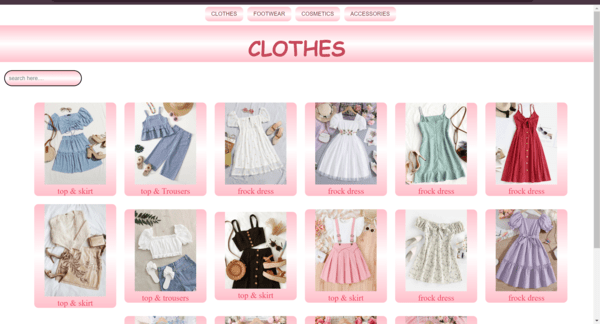 CLOTHES FOOTWEAR COSMETICS ACCESSORIES
CLOTHES
search here...
top & skirt top & Trousers frock dress frock dress frock dress frock dress
top & skirt top & trousers top & skirt top & skirt frock dress frock dress